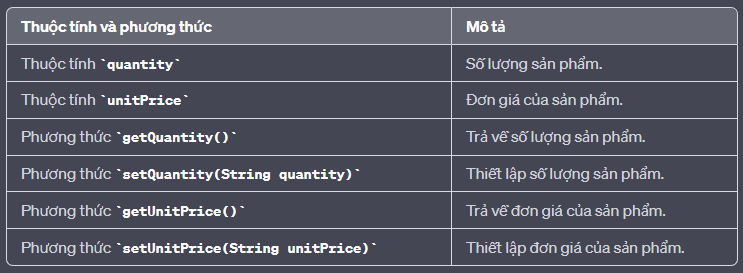 Thuộc tính và phương thức Mô tả
Thuộc tính `quantity` Số lượng sản phẩm.
Thuộc tính `unitPrice` Đơn giá của sản phẩm.
Phương thức `getQuantity()` Trả về số lượng sản phẩm.
Phương thức `setQuantity(String quantity)` Thiết lập số lượng sản phẩm.
Phương thức `getUnitPrice()` Trả về đơn giá của sản phẩm.
Phương thức `setUnitPrice(String unitPrice)` Thiết lập đơn giá của sản phẩm.